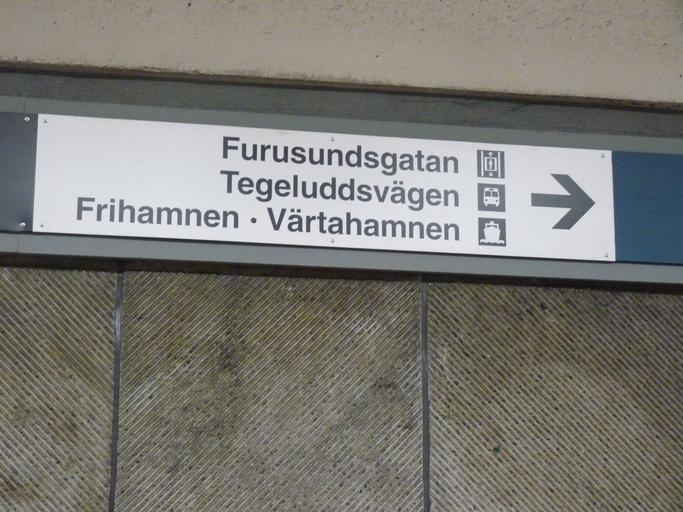 Furusundsgatan
Tegeluddsvägen
Frihamnen · Värtahamnen